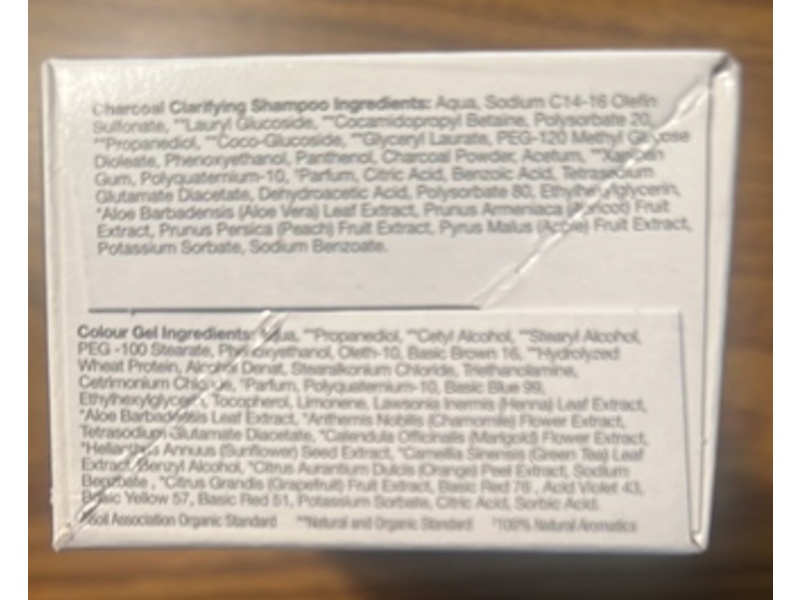 Charcoal Clarifying Shampoo Ingredients: Aqua, Sodium C14-16 Olefin
Sulfonate, **Lauryl Glucoside, **Cocamidopropyl Betaine, Polysorbate 20,
**Propanediol, **Coco-Glucoside, **Glyceryl Laurate, PEG-120 Methyl Glucose
Dioleate, Phenoxyethanol, Panthenol, Charcoal Powder, Acetum, **Xanthan
Gum, Polyquaternium-10, °Parfum, Citric Acid, Benzoic Acid, Tetrasodium
Glutamate Diacetate, Dehydroacetic Acid, Polysorbate 80, Ethylhexylglycerin,
*Aloe Barbadensis (Aloe Vera) Leaf Extract, Prunus Armeniaca (Apricot) Fruit
Extract, Prunus Persica (Peach) Fruit Extract, Pyrus Malus (Apple) Fruit Extract,
Potassium Sorbate, Sodium Benzoate.
Colour Gel Ingredients: Aqua, **Propanediol, **Cetyl Alcohol, **Stearyl Alcohol,
PEG -100 Stearate, Phenoxyethanol, Oleth-10, Basic Brown 16, **Hydrolyzed
Wheat Protein, Alcohol Denat, Stearalkonium Chloride, Triethanolamine,
Cetrimonium Chloride, °Parfum, Polyquaternium-10, Basic Blue 99,
Ethylhexylglycerin, Tocopherol, Limonene, Lawsonia Inermis (Henna) Leaf Extract,
*Aloe Barbadensis Leaf Extract, *Anthemis Nobilis (Chamomile) Flower Extract,
Tetrasodium Glutamate Diacetate, *Calendula Officinalis (Marigold) Flower Extract,
*Helianthus Annuus (Sunflower) Seed Extract, *Camellia Sinensis (Green Tea) Leaf
Extract, Benzyl Alcohol, *Citrus Aurantium Dulcis (Orange) Peel Extract, Sodium
Benzoate , *Citrus Grandis (Grapefruit) Fruit Extract, Basic Red 76 , Acid Violet 43,
Basic Yellow 57, Basic Red 51, Potassium Sorbate, Citric Acid, Sorbic Acid.
*Soil Association Organic Standard **Natural and Organic Standard °100% Natural Aromatics